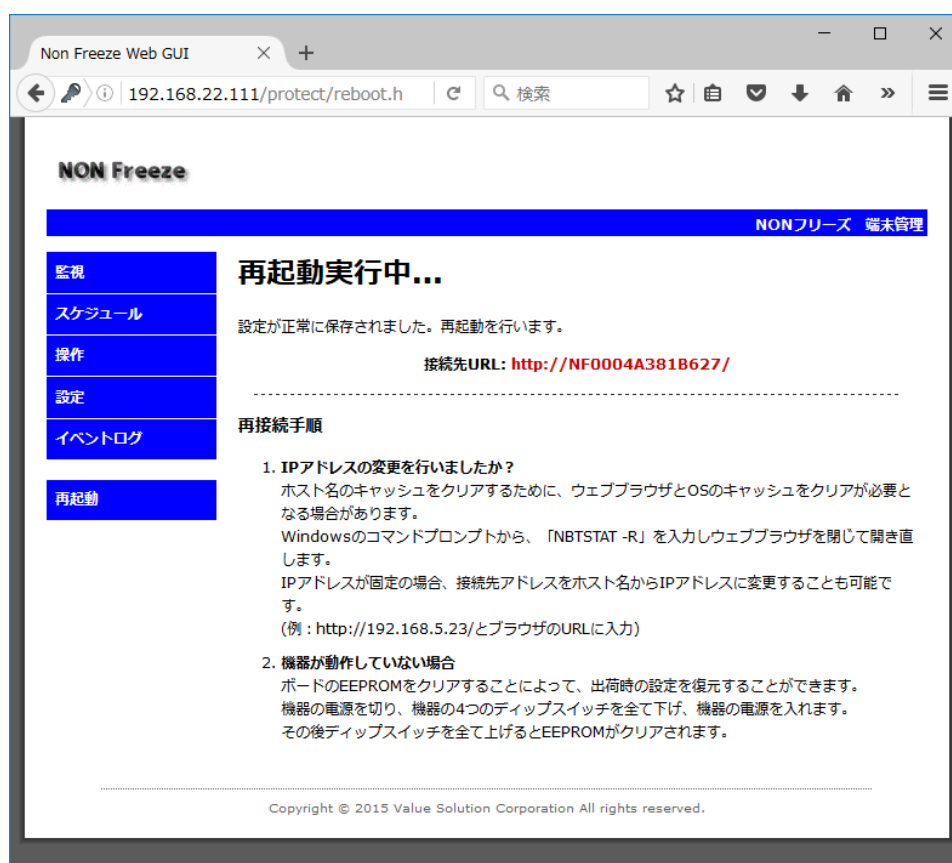 Non Freeze Web GUI
192.168.22.111/protect/reboot.h
検索
NON Freeze
NONフリーズ 端末管理
監視
スケジュール
操作
設定
イベントログ
再起動
再起動実行中...
設定が正常に保存されました。再起動を行います。
接続先URL: http://NF0004A381B627/
再接続手順
1. IPアドレスの変更を行いましたか？
ホスト名のキャッシュをクリアするために、ウェブブラウザとOSのキャッシュをクリアが必要と
なる場合があります。
Windowsのコマンドプロンプトから、「NBTSTAT -R」を入力しウェブブラウザを閉じて開き直
します。
IPアドレスが固定の場合、接続先アドレスをホスト名からIPアドレスに変更することも可能で
す。
(例：http://192.168.5.23/とブラウザのURLに入力)
2. 機器が動作していない場合
ボードのEEPROMをクリアすることによって、出荷時の設定を復元することができます。
機器の電源を切り、機器の4つのディップスイッチを全て下げ、機器の電源を入れます。
その後ディップスイッチを全て上げるとEEPROMがクリアされます。
Copyright © 2015 Value Solution Corporation All rights reserved.